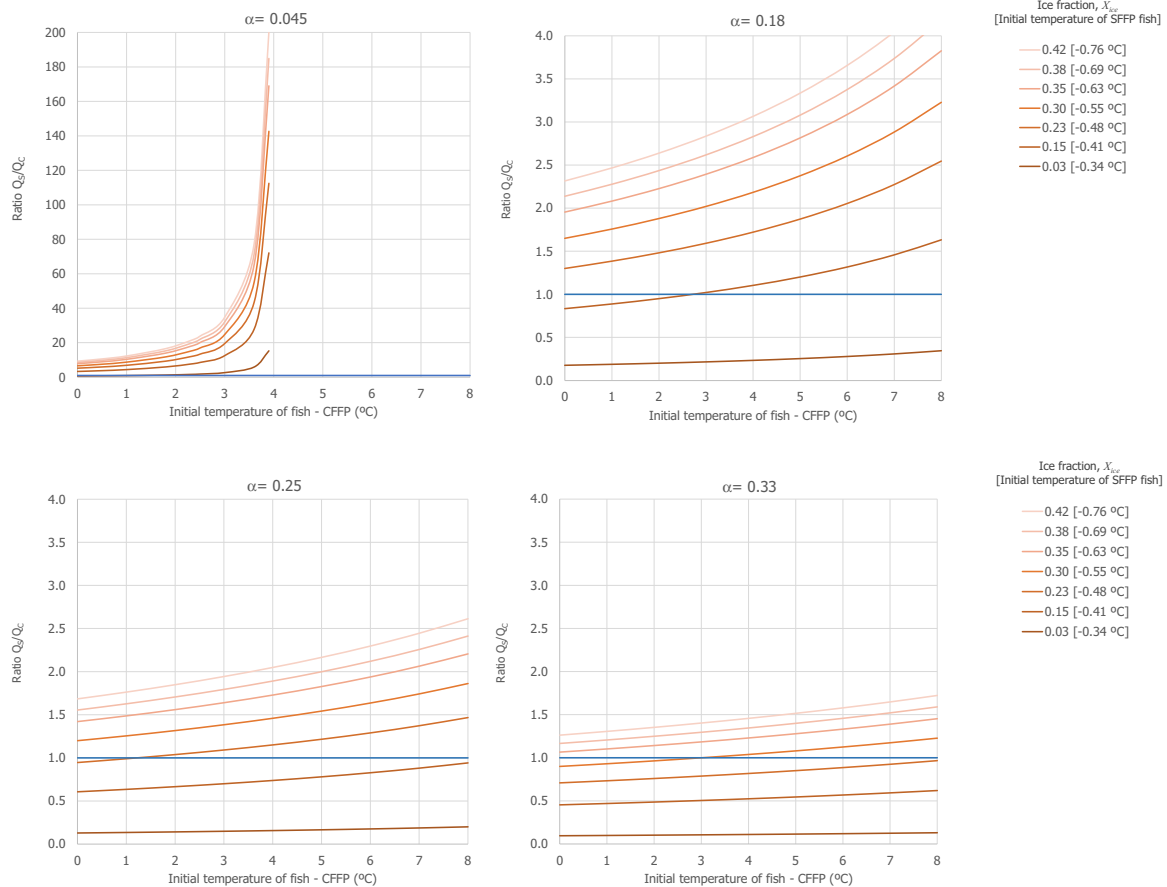 α= 0.045
200
180
160
140
120
100
80
60
40
20
0
Ratio Q_S/Q_C
0 1 2 3 4 5 6 7 8
Initial temperature of fish - CFFP (ºC)
α= 0.18
4.0
3.5
3.0
2.5
2.0
1.5
1.0
0.5
0.0
Ratio Q_S/Q_C
0 1 2 3 4 5 6 7 8
Initial temperature of fish - CFFP (ºC)
Ice fraction, X_ice
[Initial temperature of SFFP fish]
0.42 [-0.76 ºC]
0.38 [-0.69 ºC]
0.35 [-0.63 ºC]
0.30 [-0.55 ºC]
0.23 [-0.48 ºC]
0.15 [-0.41 ºC]
0.03 [-0.34 ºC]
α= 0.25
4.0
3.5
3.0
2.5
2.0
1.5
1.0
0.5
0.0
Ratio Q_S/Q_C
0 1 2 3 4 5 6 7 8
Initial temperature of fish - CFFP (ºC)
α= 0.33
4.0
3.5
3.0
2.5
2.0
1.5
1.0
0.5
0.0
Ratio Q_S/Q_C
0 1 2 3 4 5 6 7 8
Initial temperature of fish - CFFP (ºC)
Ice fraction, X_ice
[Initial temperature of SFFP fish]
0.42 [-0.76 ºC]
0.38 [-0.69 ºC]
0.35 [-0.63 ºC]
0.30 [-0.55 ºC]
0.23 [-0.48 ºC]
0.15 [-0.41 ºC]
0.03 [-0.34 ºC]